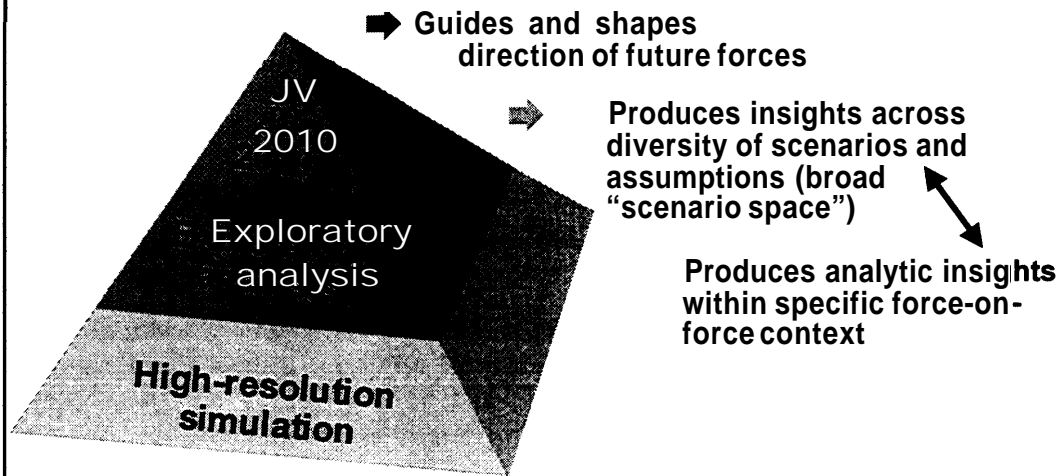 Guides and shapes
direction of future forces
JV
2010
Produces insights across
diversity of scenarios and
assumptions (broad
“scenario space”)
Exploratory
analysis
Produces analytic insights
within specific force-on-
force context
High-resolution
simulation